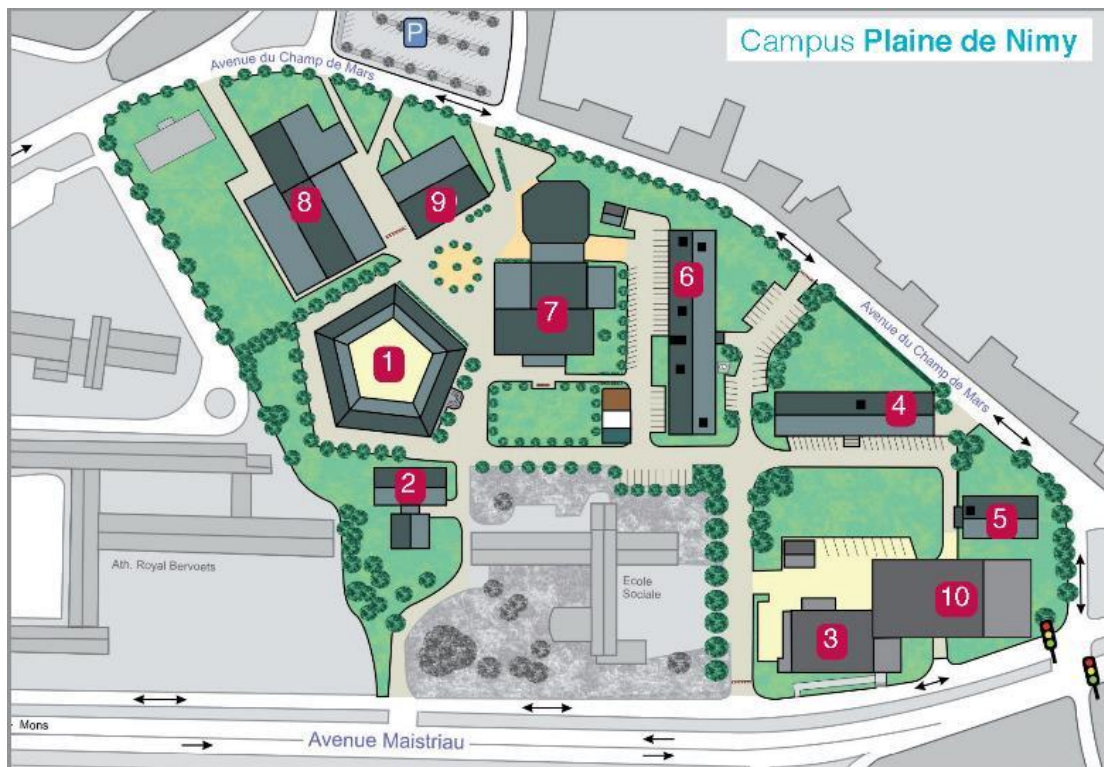 Campus Plaine de Nimy
P
Avenue du Champ de Mars
8
9
6
7
1
Avenue du Champ de Mars
4
2
5
Ath. Royal Bervoets
Ecole
Sociale
10
3
- Mons
Avenue Maistriau